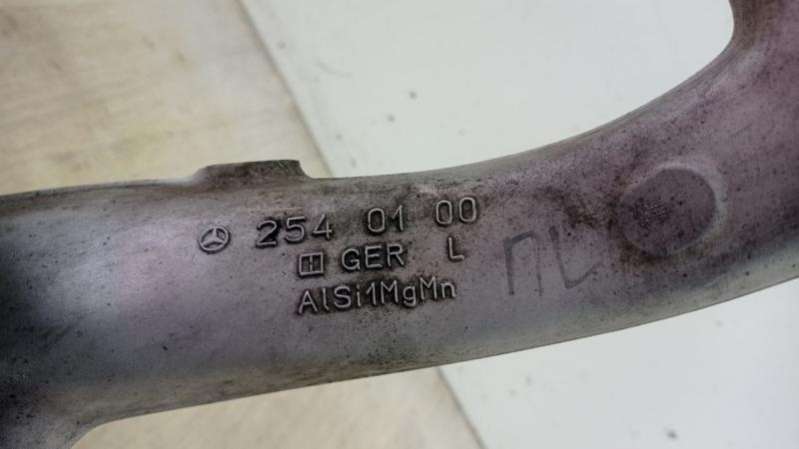 254 01 00
GER L
AlSi1MgMn